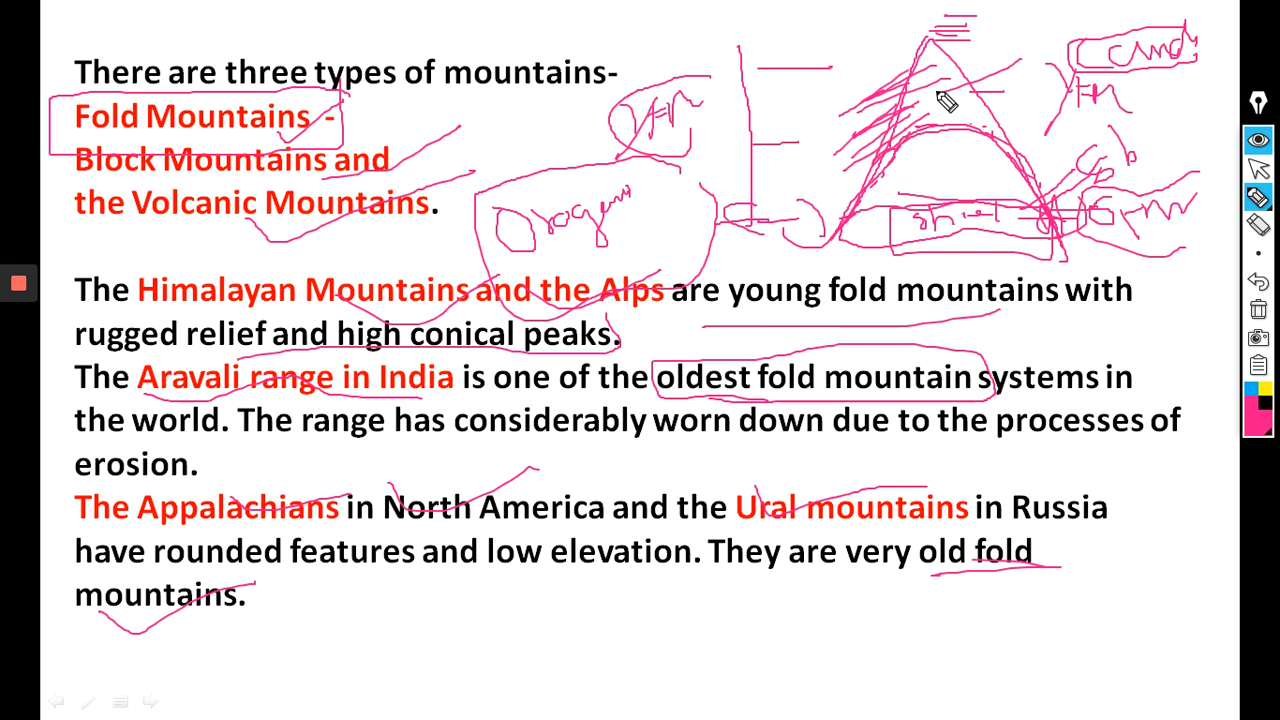 There are three types of mountains-
Fold Mountains -
Block Mountains and
the Volcanic Mountains.
The Himalayan Mountains and the Alps are young fold mountains with
rugged relief and high conical peaks.
The Aravali range in India is one of the oldest fold mountain systems in
the world. The range has considerably worn down due to the processes of
erosion.
The Appalachians in North America and the Ural mountains in Russia
have rounded features and low elevation. They are very old fold
mountains.